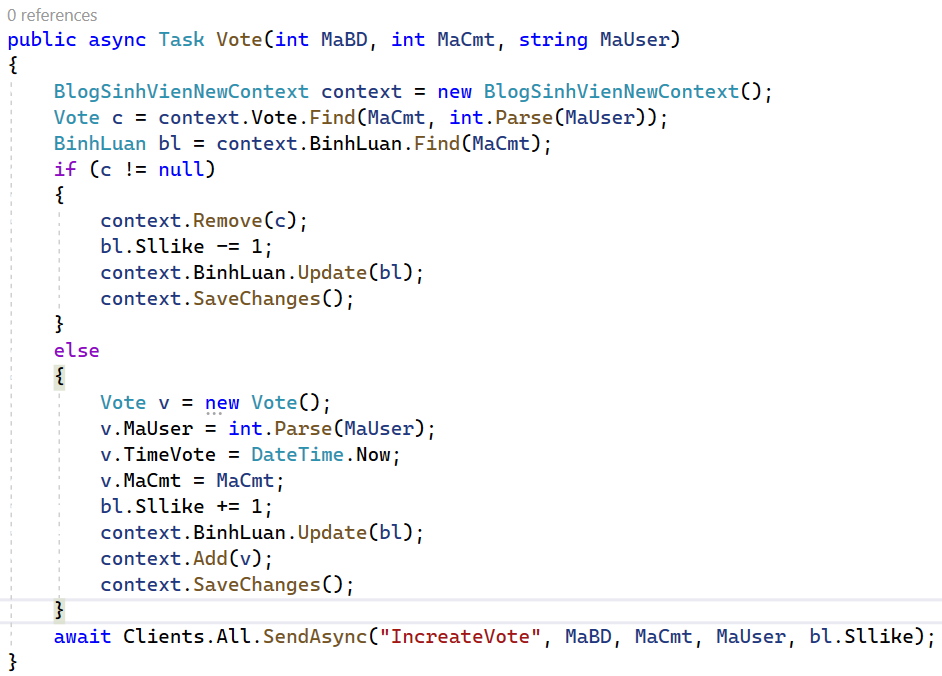 0 references
public async Task Vote(int MaBD, int MaCmt, string MaUser)
{
    BlogSinhVienNewContext context = new BlogSinhVienNewContext();
    Vote c = context.Vote.Find(MaCmt, int.Parse(MaUser));
    BinhLuan bl = context.BinhLuan.Find(MaCmt);
    if (c != null)
    {
        context.Remove(c);
        bl.Sllike -= 1;
        context.BinhLuan.Update(bl);
        context.SaveChanges();
    }
    else
    {
        Vote v = new Vote();
        v.MaUser = int.Parse(MaUser);
        v.TimeVote = DateTime.Now;
        v.MaCmt = MaCmt;
        bl.Sllike += 1;
        context.BinhLuan.Update(bl);
        context.Add(v);
        context.SaveChanges();
    }
    await Clients.All.SendAsync("IncreateVote", MaBD, MaCmt, MaUser, bl.Sllike);
}